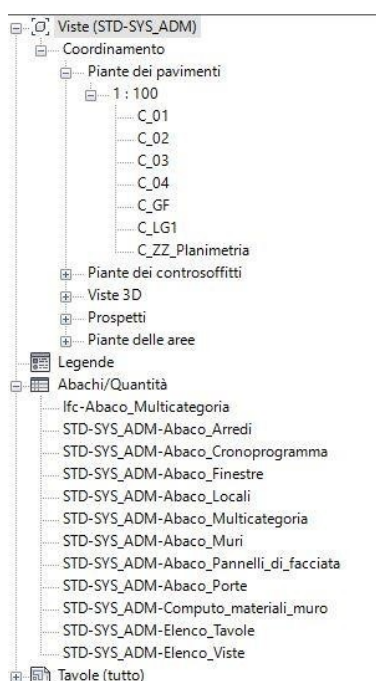 Viste (STD-SYS_ADM)
Coordinamento
Piante dei pavimenti
1 : 100
C_01
C_02
C_03
C_04
C_GF
C_LG1
C_ZZ_Planimetria
Piante dei controsoffitti
Viste 3D
Prospetti
Piante delle aree
Legende
Abachi/Quantità
Ifc-Abaco_Multicategoria
STD-SYS_ADM-Abaco_Arredi
STD-SYS_ADM-Abaco_Cronoprogramma
STD-SYS_ADM-Abaco_Finestre
STD-SYS_ADM-Abaco_Locali
STD-SYS_ADM-Abaco_Multicategoria
STD-SYS_ADM-Abaco_Muri
STD-SYS_ADM-Abaco_Pannelli_di_facciata
STD-SYS_ADM-Abaco_Porte
STD-SYS_ADM-Computo_materiali_muro
STD-SYS_ADM-Elenco_Tavole
STD-SYS_ADM-Elenco_Viste
Tavole (tutto)